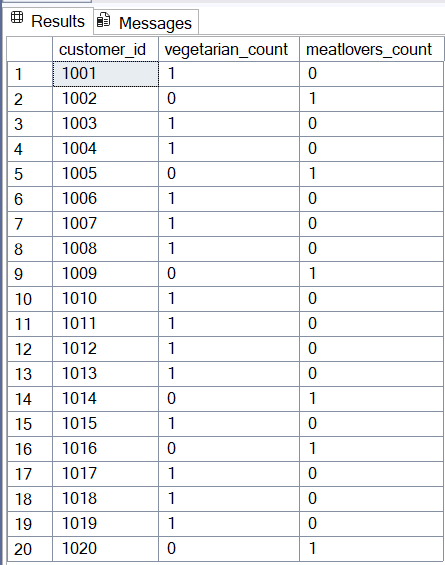 Results Messages
customer_id vegetarian_count meatlovers_count
1 1001 1 0
2 1002 0 1
3 1003 1 0
4 1004 1 0
5 1005 0 1
6 1006 1 0
7 1007 1 0
8 1008 1 0
9 1009 0 1
10 1010 1 0
11 1011 1 0
12 1012 1 0
13 1013 1 0
14 1014 0 1
15 1015 1 0
16 1016 0 1
17 1017 1 0
18 1018 1 0
19 1019 1 0
20 1020 0 1